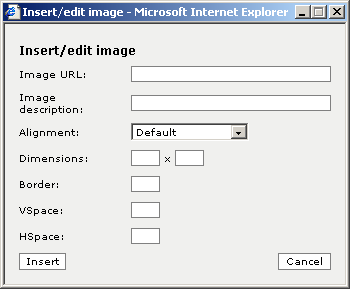 Insert/edit image - Microsoft Internet Explorer
Insert/edit image
Image URL:
Image
description:
Alignment: Default
Dimensions: x
Border:
VSpace:
HSpace:
Insert Cancel